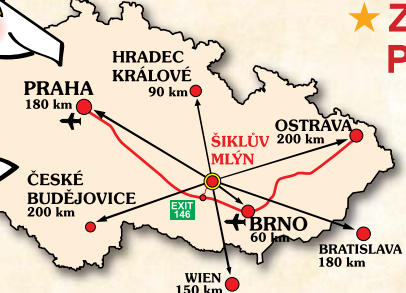 Z
P
HRADEC
KRÁLOVÉ
90 km
PRAHA
180 km
OSTRAVA
200 km
ŠIKLŮV
MLÝN
ČESKÉ
BUDĚJOVICE
200 km
EXIT
146
BRNO
60 km
BRATISLAVA
180 km
WIEN
150 km